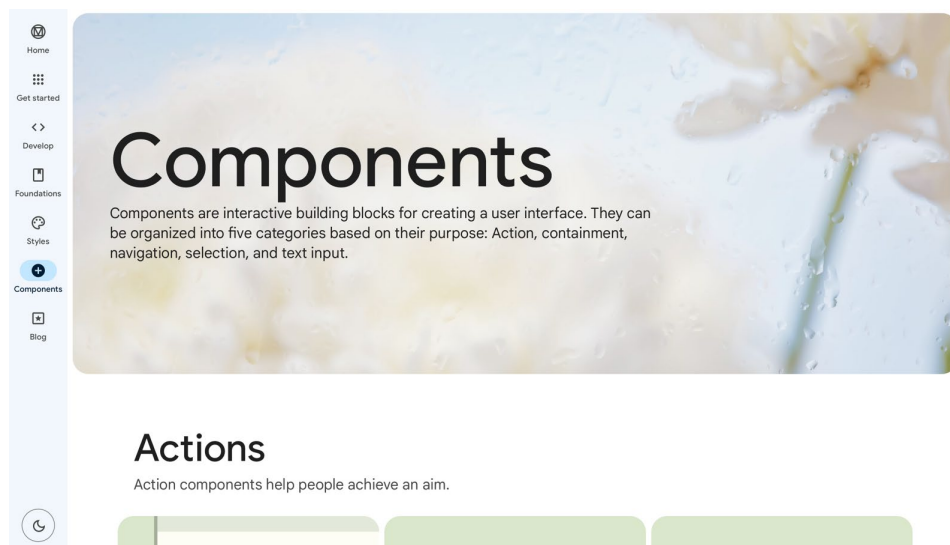 Home
Get started
Develop
Foundations
Styles
Components
Blog
Components
Components are interactive building blocks for creating a user interface. They can
be organized into five categories based on their purpose: Action, containment,
navigation, selection, and text input.
Actions
Action components help people achieve an aim.